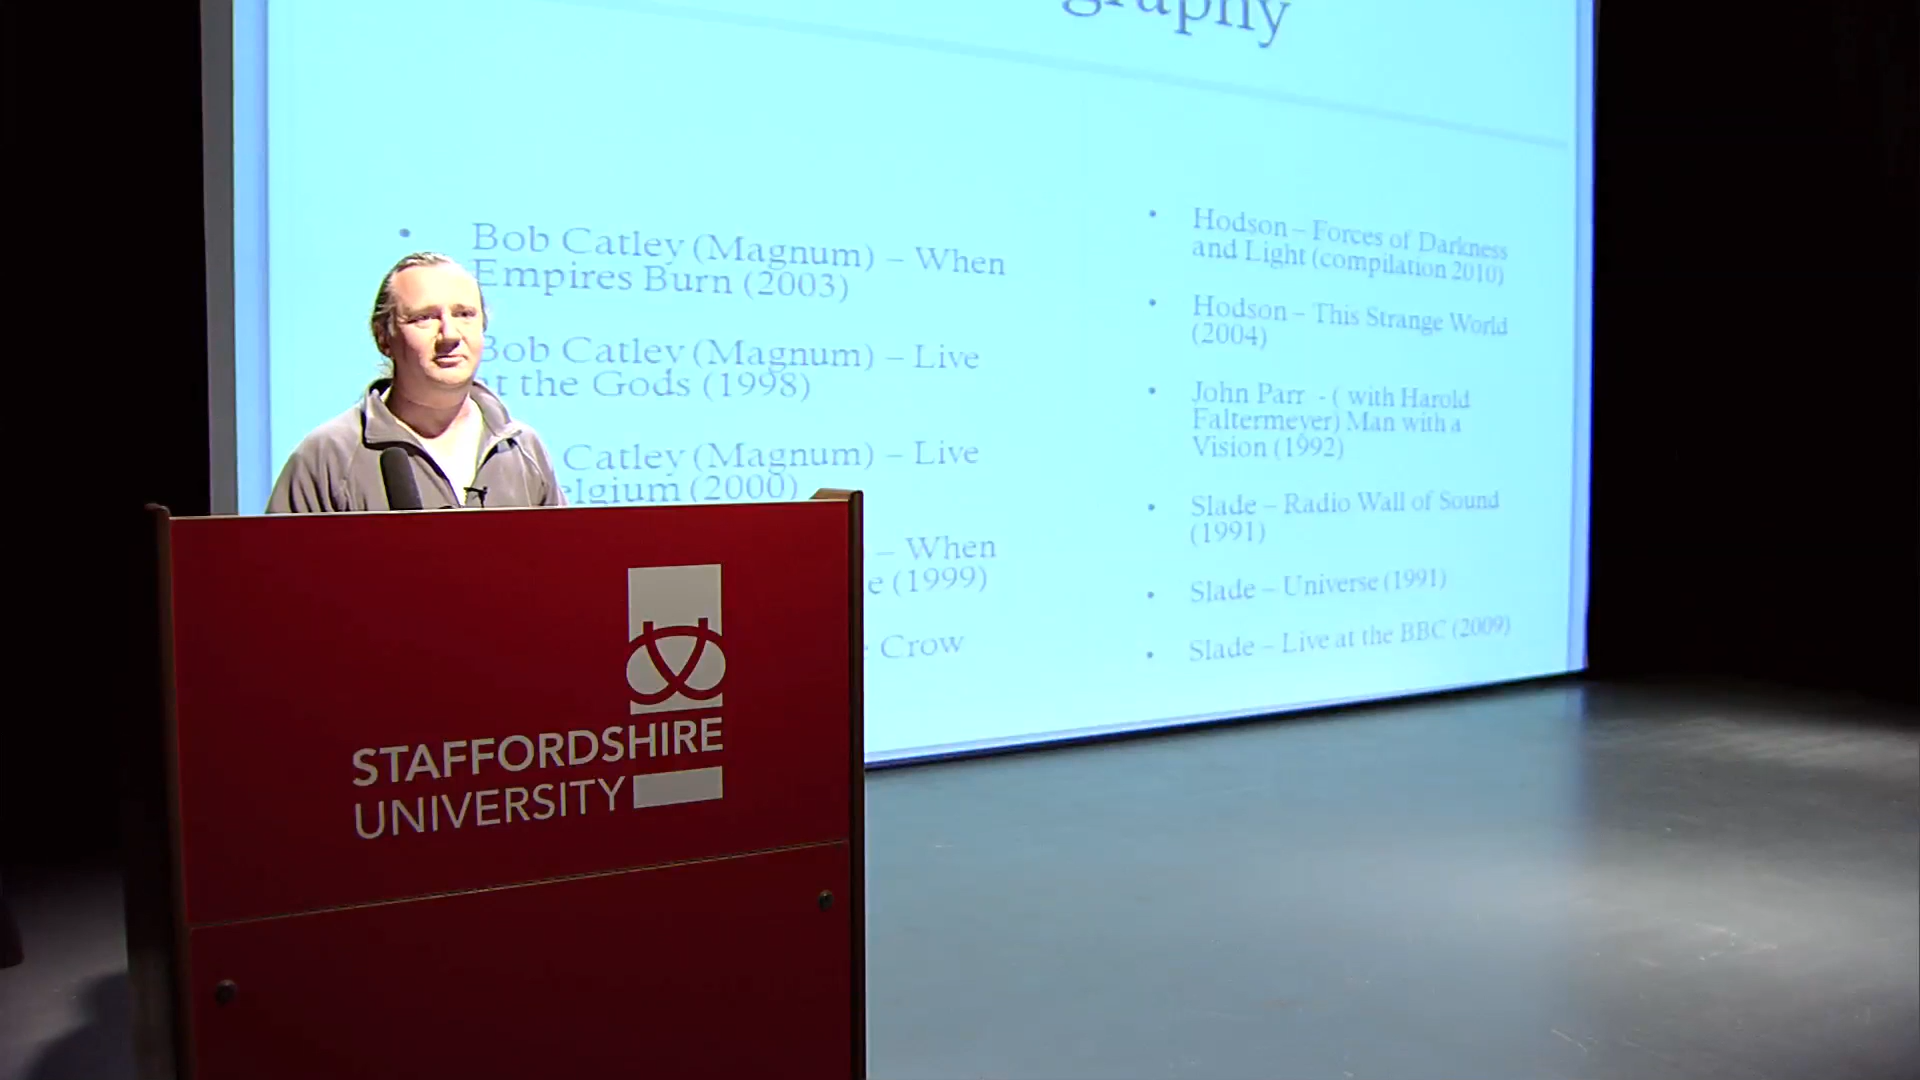 graphy
Bob Catley (Magnum) – When
Empires Burn (2003)
Bob Catley (Magnum) – Live
at the Gods (1998)
Catley (Magnum) – Live
elgium (2000)
– When
e (1999)
- Crow
• Hodson – Forces of Darkness
and Light (compilation 2010)
• Hodson – This Strange World
(2004)
• John Parr - ( with Harold
Faltermeyer) Man with a
Vision (1992)
• Slade – Radio Wall of Sound
(1991)
• Slade – Universe (1991)
• Slade – Live at the BBC (2009)
STAFFORDSHIRE
UNIVERSITY